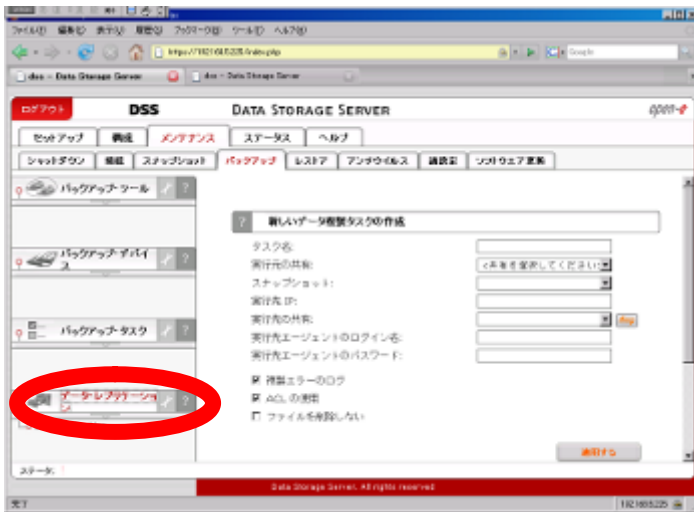 ファイル(F) 編集(E) 表示(V) 履歴(S) ブックマーク(B) ツール(T) ヘルプ(H)
dss - Data Storage Server
dss - Data Storage Server
ログアウト DSS DATA STORAGE SERVER open-e
セットアップ 構成 メンテナンス ステータス ヘルプ
シャットダウン 接続 スナップショット バックアップ レストア アンチウイルス 諸設定 ソフトウエア更新
バックアップ・ツール
? 新しいデータ複製タスクの作成
タスク名:
バックアップ・デバイス
実行元の共有: <共有を選択してください>
スナップショット:
実行先 IP:
バックアップ・タスク
実行先の共有:
実行先エージェントのログイン名:
実行先エージェントのパスワード:
データ・レプリケーション
複製エラーのログ
ACL の使用
ファイルを削除しない
適用する
ステータ:
Data Storage Server. All rights reserved
完了